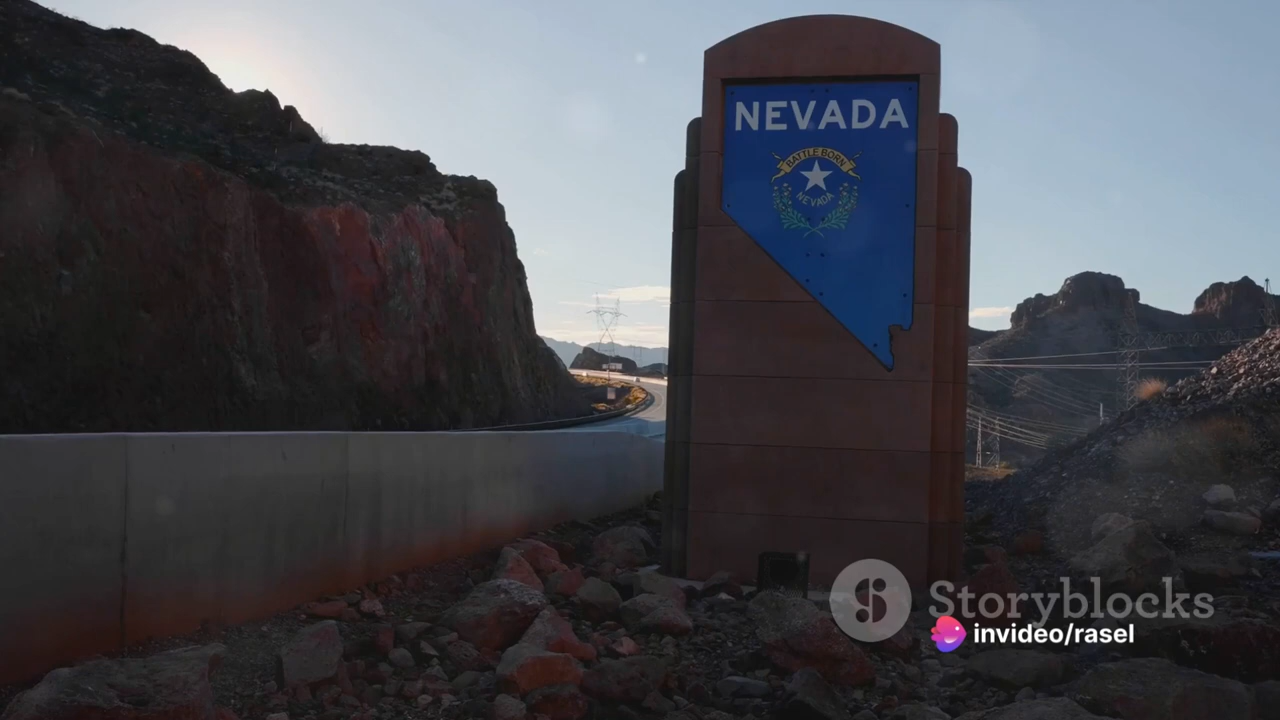 NEVADA
BATTLE BORN
NEVADA
Storyblocks
invideo/rasel